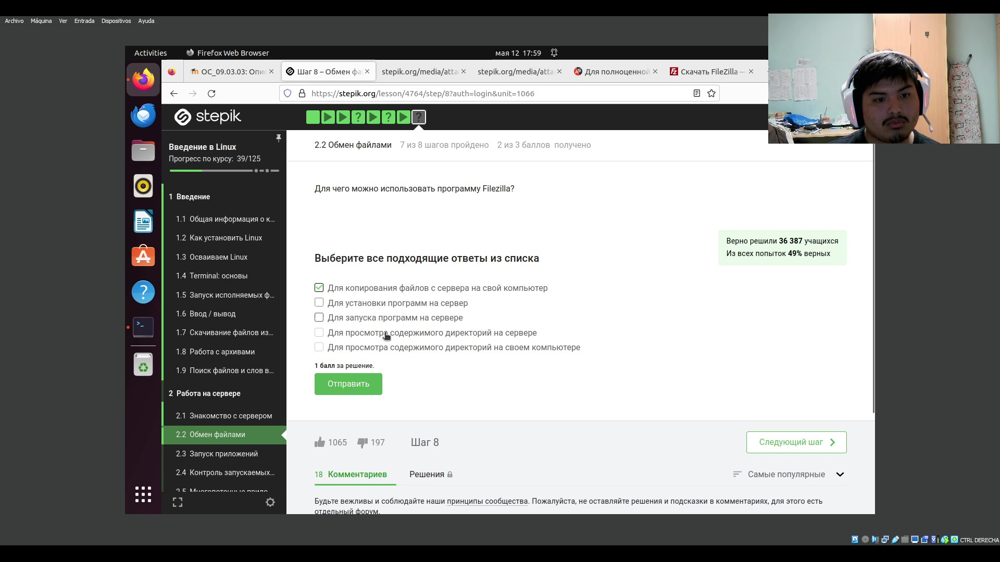 Archivo Máquina Ver Entrada Dispositivos Ayuda
Activities Firefox Web Browser мая 12 17:59
ОС_09.03.03: Опис Шаг 8 – Обмен фа stepik.org/media/atta stepik.org/media/atta Для полноценной Скачать FileZilla —
https://stepik.org/lesson/4764/step/8?auth=login&unit=1066
stepik
Введение в Linux
Прогресс по курсу: 39/125
1 Введение
1.1 Общая информация о к...
1.2 Как установить Linux
1.3 Осваиваем Linux
1.4 Terminal: основы
1.5 Запуск исполняемых ф...
1.6 Ввод / вывод
1.7 Скачивание файлов из...
1.8 Работа с архивами
1.9 Поиск файлов и слов в...
2 Работа на сервере
2.1 Знакомство с сервером
2.2 Обмен файлами
2.3 Запуск приложений
2.4 Контроль запускаемых...
2.5 Многопоточные прило...
2.2 Обмен файлами 7 из 8 шагов пройдено 2 из 3 баллов получено
Для чего можно использовать программу Filezilla?
Верно решили 36 387 учащихся
Из всех попыток 49% верных
Выберите все подходящие ответы из списка
Для копирования файлов с сервера на свой компьютер
Для установки программ на сервер
Для запуска программ на сервере
Для просмотра содержимого директорий на сервере
Для просмотра содержимого директорий на своем компьютере
1 балл за решение.
Отправить
1065 197 Шаг 8 Следующий шаг
18 Комментариев Решения Самые популярные
Будьте вежливы и соблюдайте наши принципы сообщества. Пожалуйста, не оставляйте решения и подсказки в комментариях, для этого есть
отдельный форум.
CTRL DERECHA